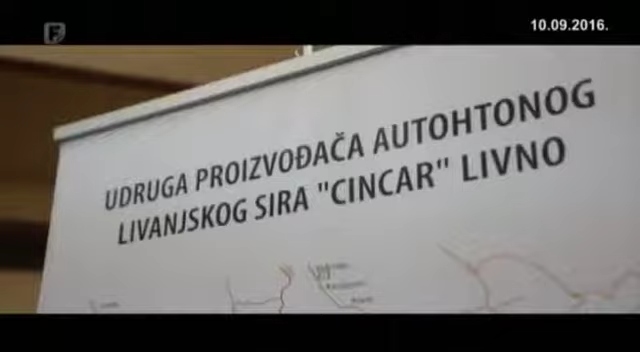 10.09.2016.
UDRUGA PROIZVOĐAČA AUTOHTONOG
LIVANJSKOG SIRA "CINCAR" LIVNO